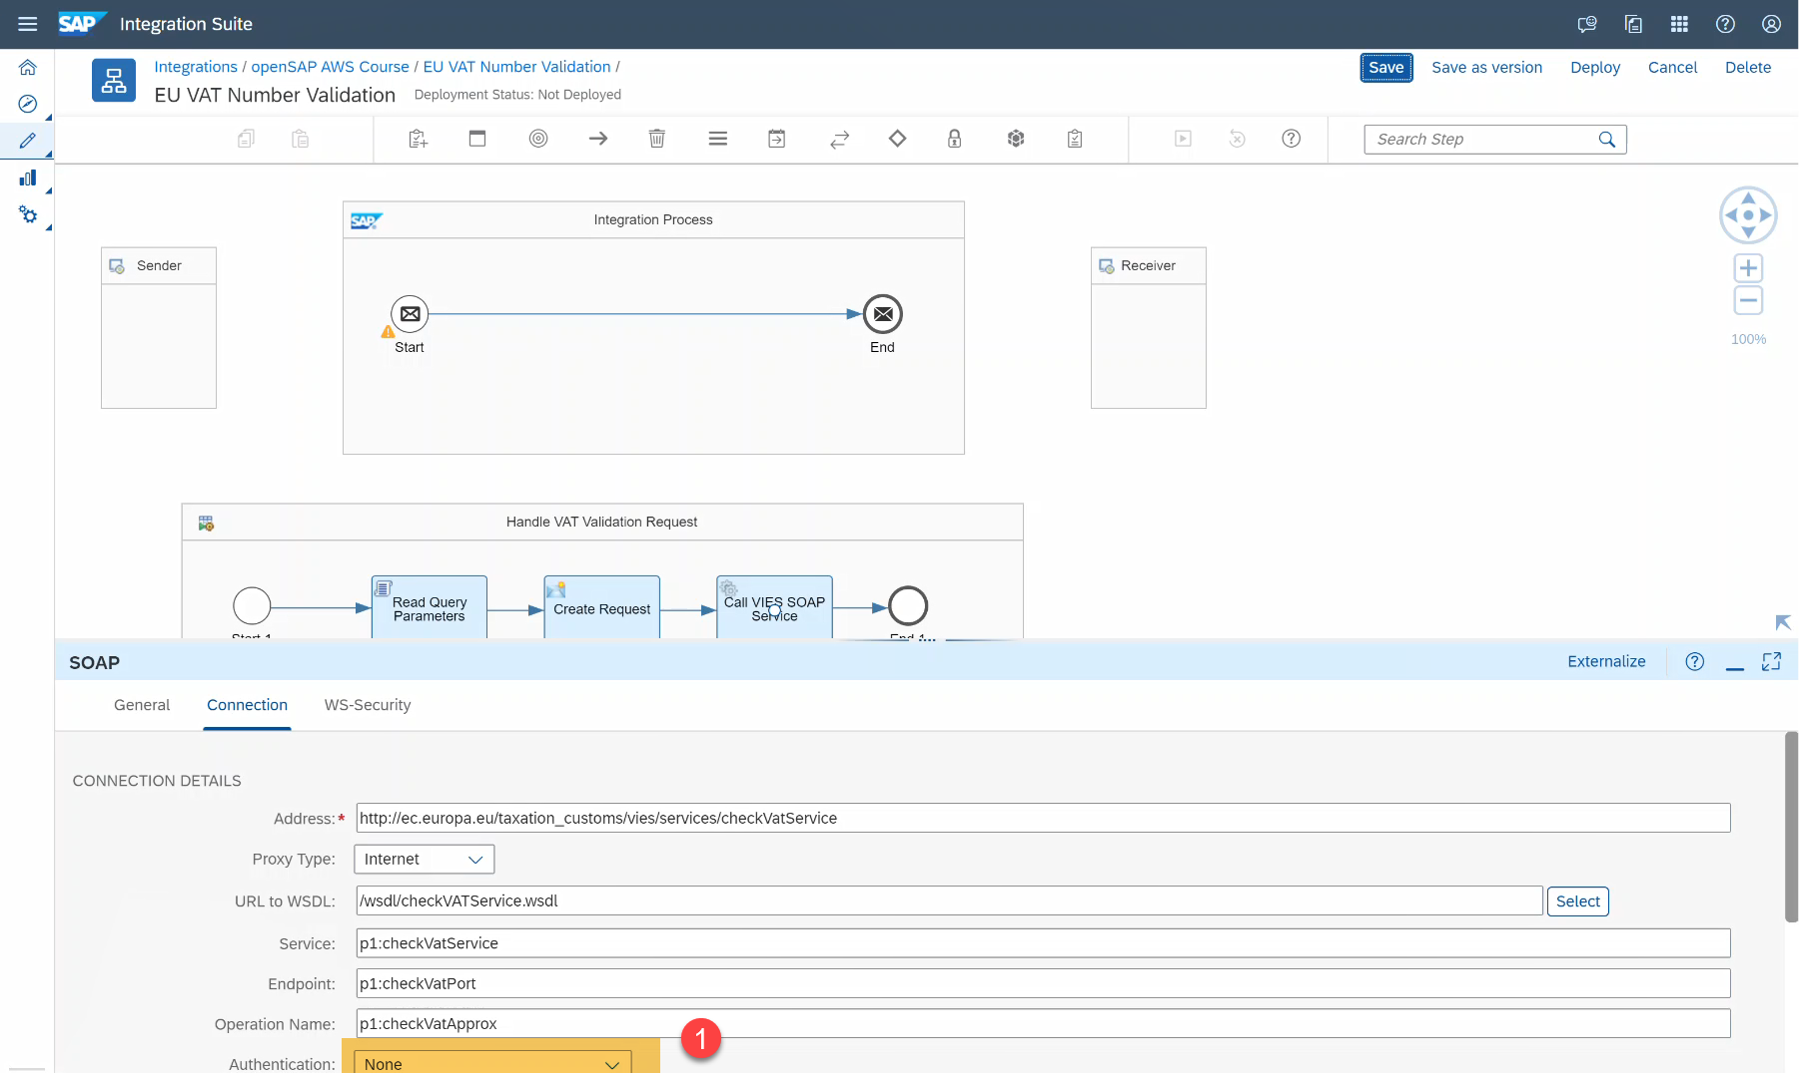 SAP Integration Suite
Integrations / openSAP AWS Course / EU VAT Number Validation /
EU VAT Number Validation Deployment Status: Not Deployed
Save Save as version Deploy Cancel Delete
Search Step
SAP Integration Process
Sender
Receiver
Start
End
100%
Handle VAT Validation Request
Read Query
Parameters
Create Request
Call VIES SOAP
Service
Start 1
End 1
SOAP
Externalize
General Connection WS-Security
CONNECTION DETAILS
Address:* http://ec.europa.eu/taxation_customs/vies/services/checkVatService
Proxy Type: Internet
URL to WSDL: /wsdl/checkVATService.wsdl Select
Service: p1:checkVatService
Endpoint: p1:checkVatPort
Operation Name: p1:checkVatApprox
1
Authentication: None